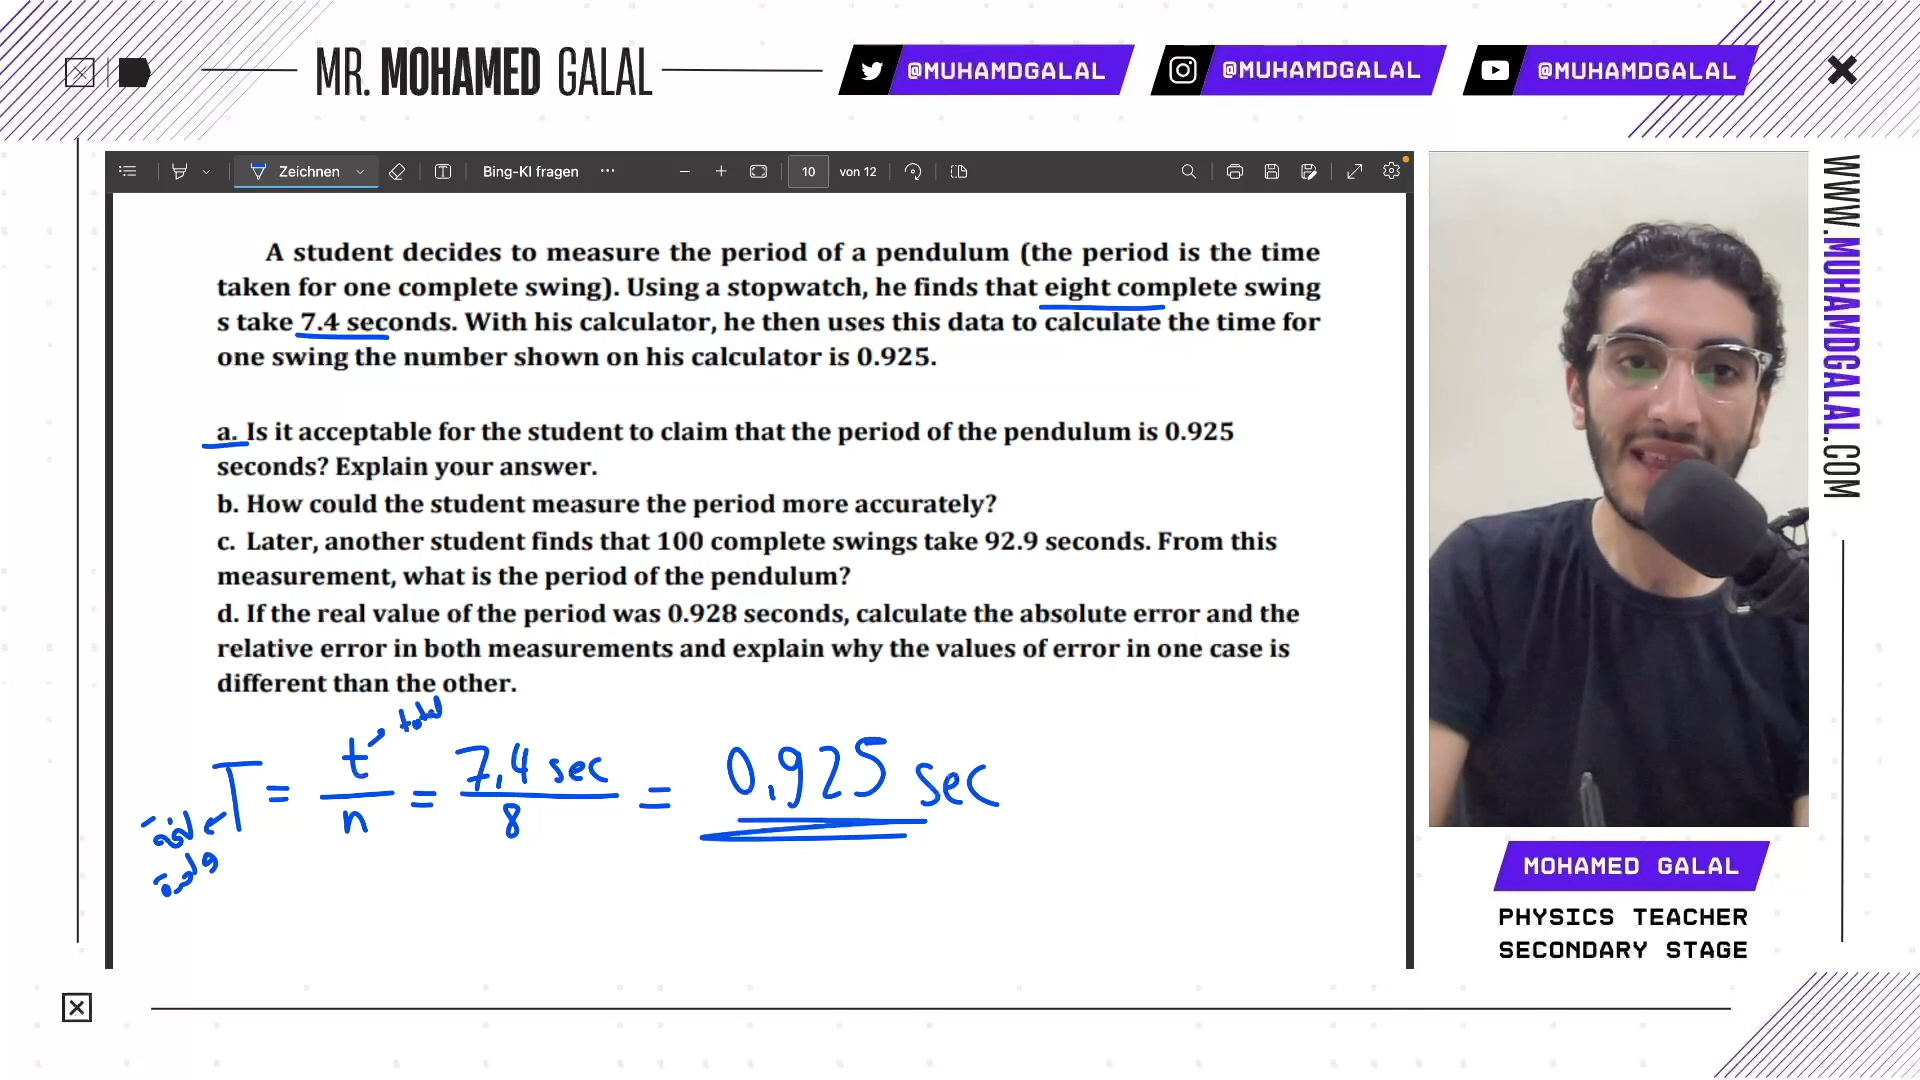 MR. MOHAMED GALAL
@MUHAMDGALAL
@MUHAMDGALAL
@MUHAMDGALAL
Zeichnen
Bing-KI fragen
10
von 12
A student decides to measure the period of a pendulum (the period is the time
taken for one complete swing). Using a stopwatch, he finds that eight complete swing
s take 7.4 seconds. With his calculator, he then uses this data to calculate the time for
one swing the number shown on his calculator is 0.925.
a. Is it acceptable for the student to claim that the period of the pendulum is 0.925
seconds? Explain your answer.
b. How could the student measure the period more accurately?
c. Later, another student finds that 100 complete swings take 92.9 seconds. From this
measurement, what is the period of the pendulum?
d. If the real value of the period was 0.928 seconds, calculate the absolute error and the
relative error in both measurements and explain why the values of error in one case is
different than the other.
total
T = t/n = 7,4 sec/8 = 0,925 sec
WWW.MUHAMDGALAL.COM
MOHAMED GALAL
PHYSICS TEACHER
SECONDARY STAGE